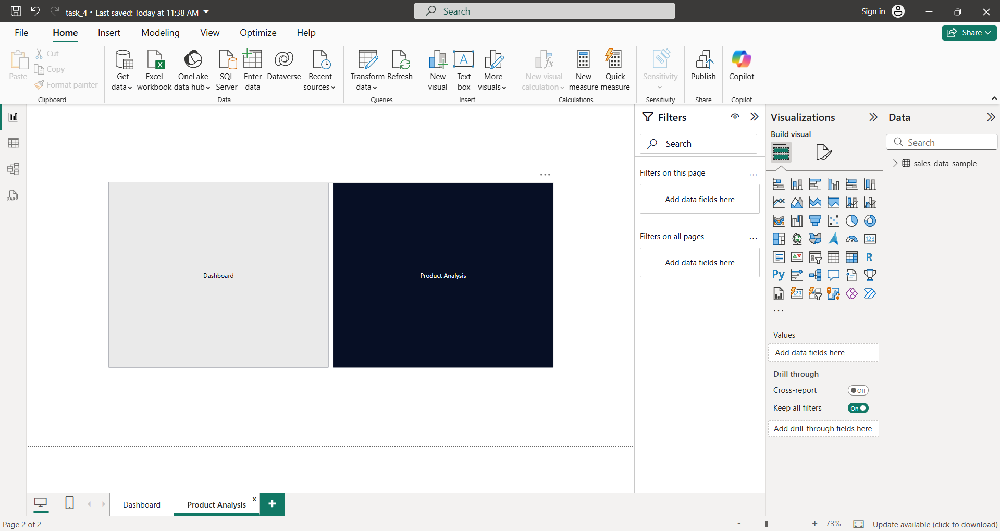 task_4 • Last saved: Today at 11:38 AM
Search
Sign in
File
Home
Insert
Modeling
View
Optimize
Help
Share
Paste
Cut
Copy
Format painter
Clipboard
Get data
Excel workbook
OneLake data hub
SQL Server
Enter data
Dataverse
Recent sources
Data
Transform data
Refresh
Queries
New visual
A
Text box
More visuals
Insert
fx
New visual calculation
New measure
Quick measure
Calculations
Sensitivity
Sensitivity
Publish
Share
Copilot
Copilot
DAX
Dashboard
Product Analysis
Filters
Search
Filters on this page
...
Add data fields here
Filters on all pages
...
Add data fields here
Visualizations
Build visual
123
R
Py
123
...
Values
Add data fields here
Drill through
Cross-report
Off
Keep all filters
On
Add drill-through fields here
Data
Search
sales_data_sample
Dashboard
Product Analysis
x
+
Page 2 of 2
-
+
73%
Update available (click to download)